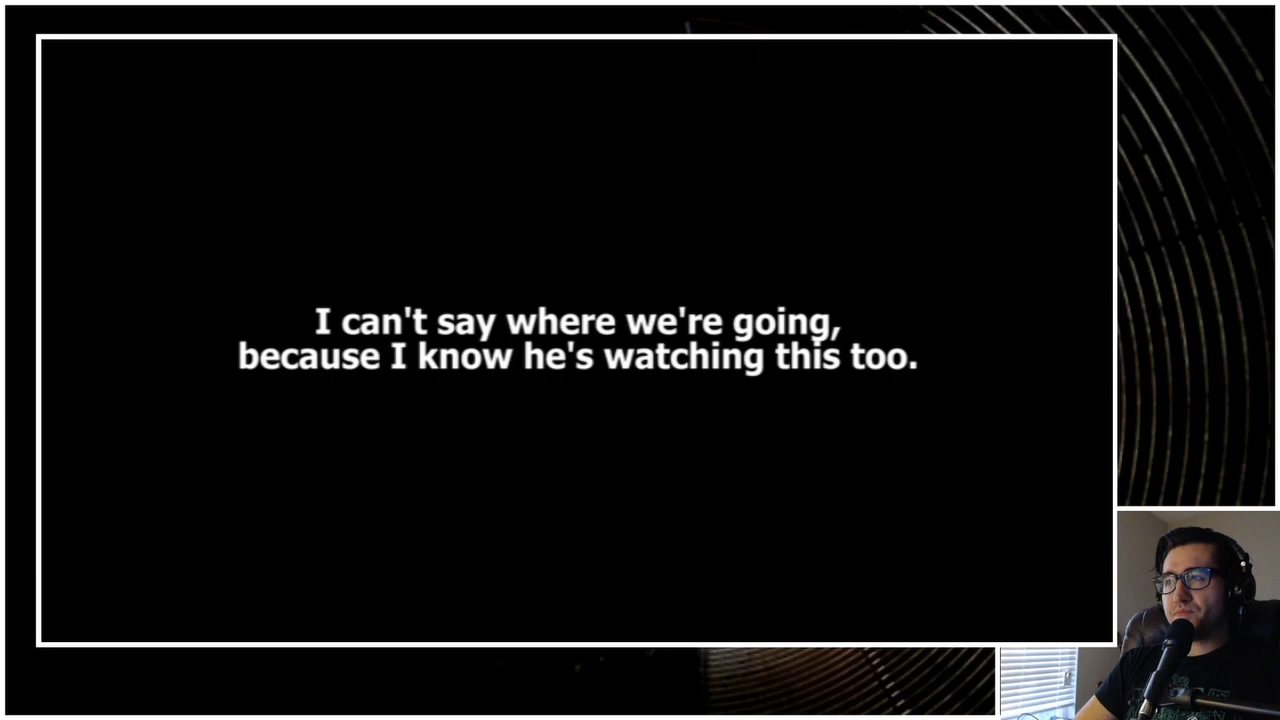 I can't say where we're going,
because I know he's watching this too.